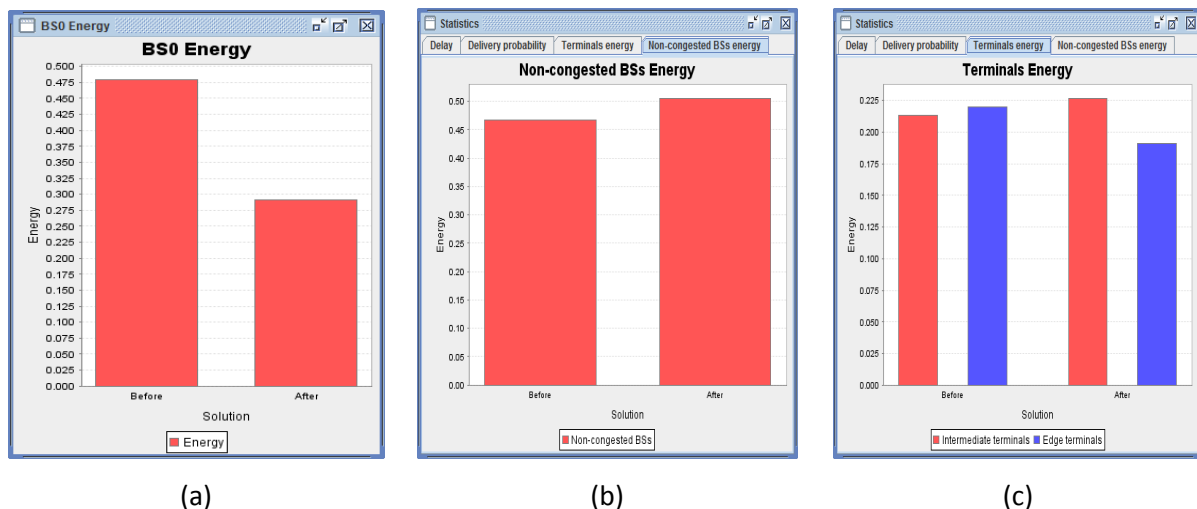 BS0 Energy
BS0 Energy
0.500
0.475
0.450
0.425
0.400
0.375
0.350
0.325
0.300
0.275
0.250
0.225
0.200
0.175
0.150
0.125
0.100
0.075
0.050
0.025
0.000
Energy
Before After
Solution
Energy
(a)
Statistics
Delay Delivery probability Terminals energy Non-congested BSs energy
Non-congested BSs Energy
0.50
0.45
0.40
0.35
0.30
0.25
0.20
0.15
0.10
0.05
0.00
Energy
Before After
Solution
Non-congested BSs
(b)
Statistics
Delay Delivery probability Terminals energy Non-congested BSs energy
Terminals Energy
0.225
0.200
0.175
0.150
0.125
0.100
0.075
0.050
0.025
0.000
Energy
Before After
Solution
Intermediate terminals Edge terminals
(c)